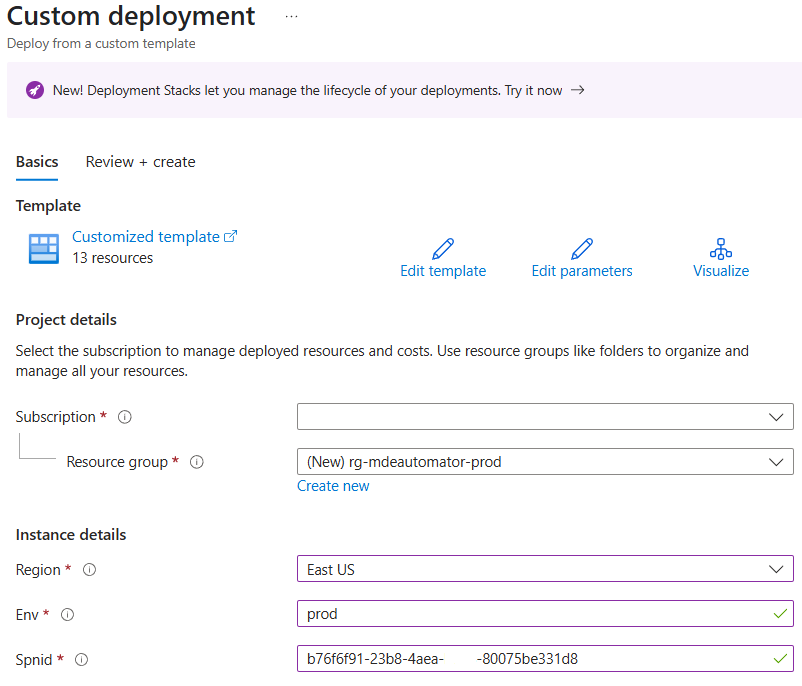 Custom deployment ...
Deploy from a custom template
New! Deployment Stacks let you manage the lifecycle of your deployments. Try it now →
Basics Review + create
Template
Customized template
13 resources
Edit template Edit parameters Visualize
Project details
Select the subscription to manage deployed resources and costs. Use resource groups like folders to organize and
manage all your resources.
Subscription *
Resource group * (New) rg-mdeautomator-prod
Create new
Instance details
Region * East US
Env * prod
Spnid * b76f6f91-23b8-4aea- -80075be331d8